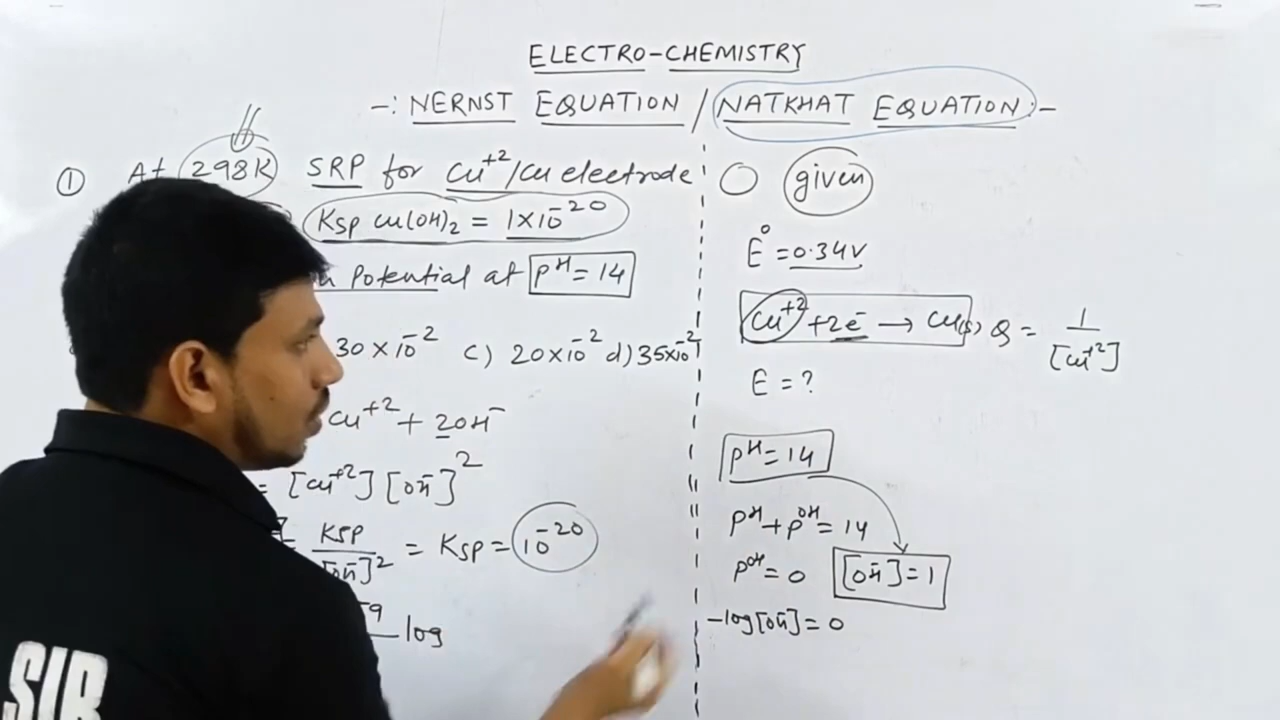 ELECTRO-CHEMISTRY
-: NERNST EQUATION / NATKHAT EQUATION :-
① At 298K SRP for Cu⁺²/Cu electrode
Ksp Cu(OH)₂ = 1×10⁻²⁰
Potential at pH = 14
30×10⁻² c) 20×10⁻² d) 35×10⁻²
Cu⁺² + 2OH⁻
= [Cu⁺²][OH⁻]²
Ksp/[OH⁻]² = Ksp = 10⁻²⁰
9 log
given
E° = 0.34V
Cu⁺² + 2e⁻ → Cu(s) Q = 1/[Cu⁺²]
E = ?
pH = 14
pH + pOH = 14
pOH = 0 [OH⁻] = 1
-log[OH⁻] = 0
SIR